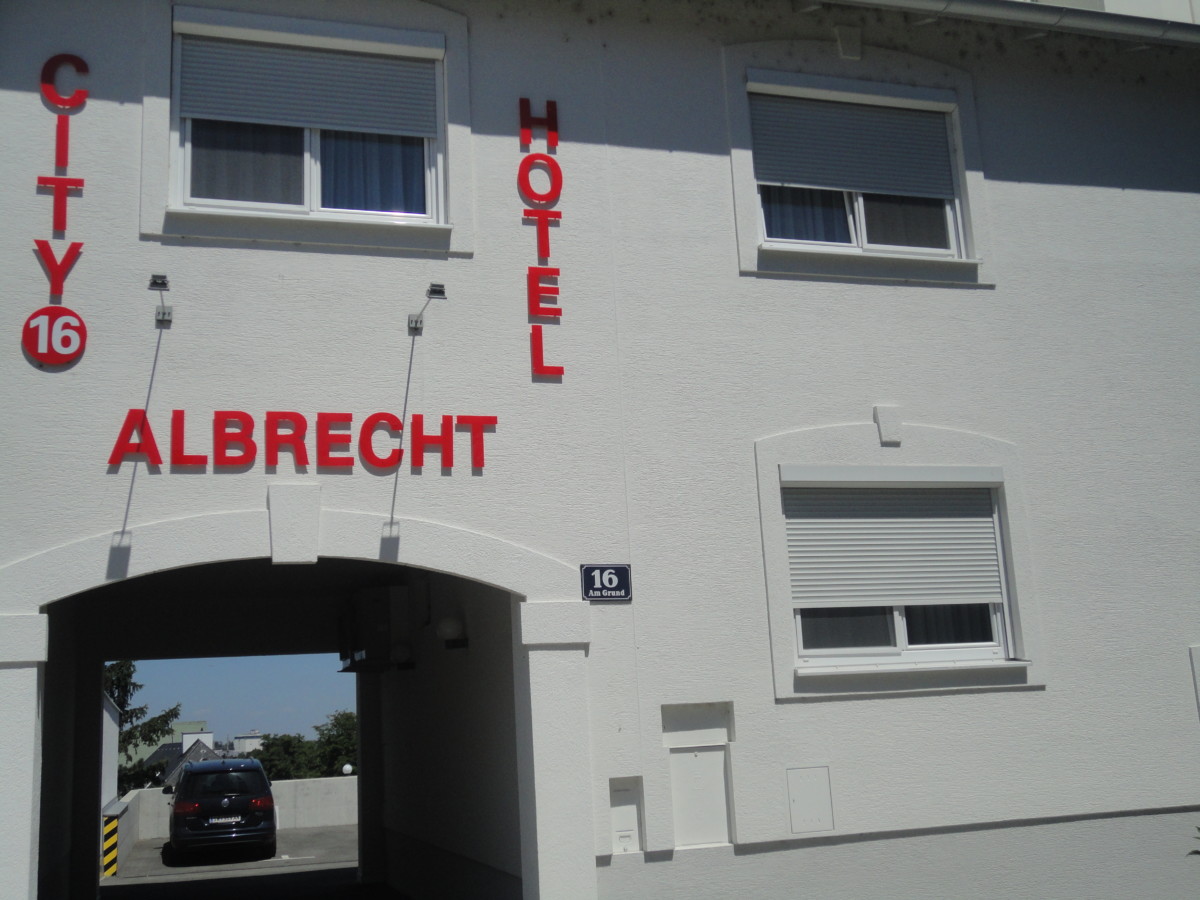 CITY
16
HOTEL
ALBRECHT
16
Am Grund